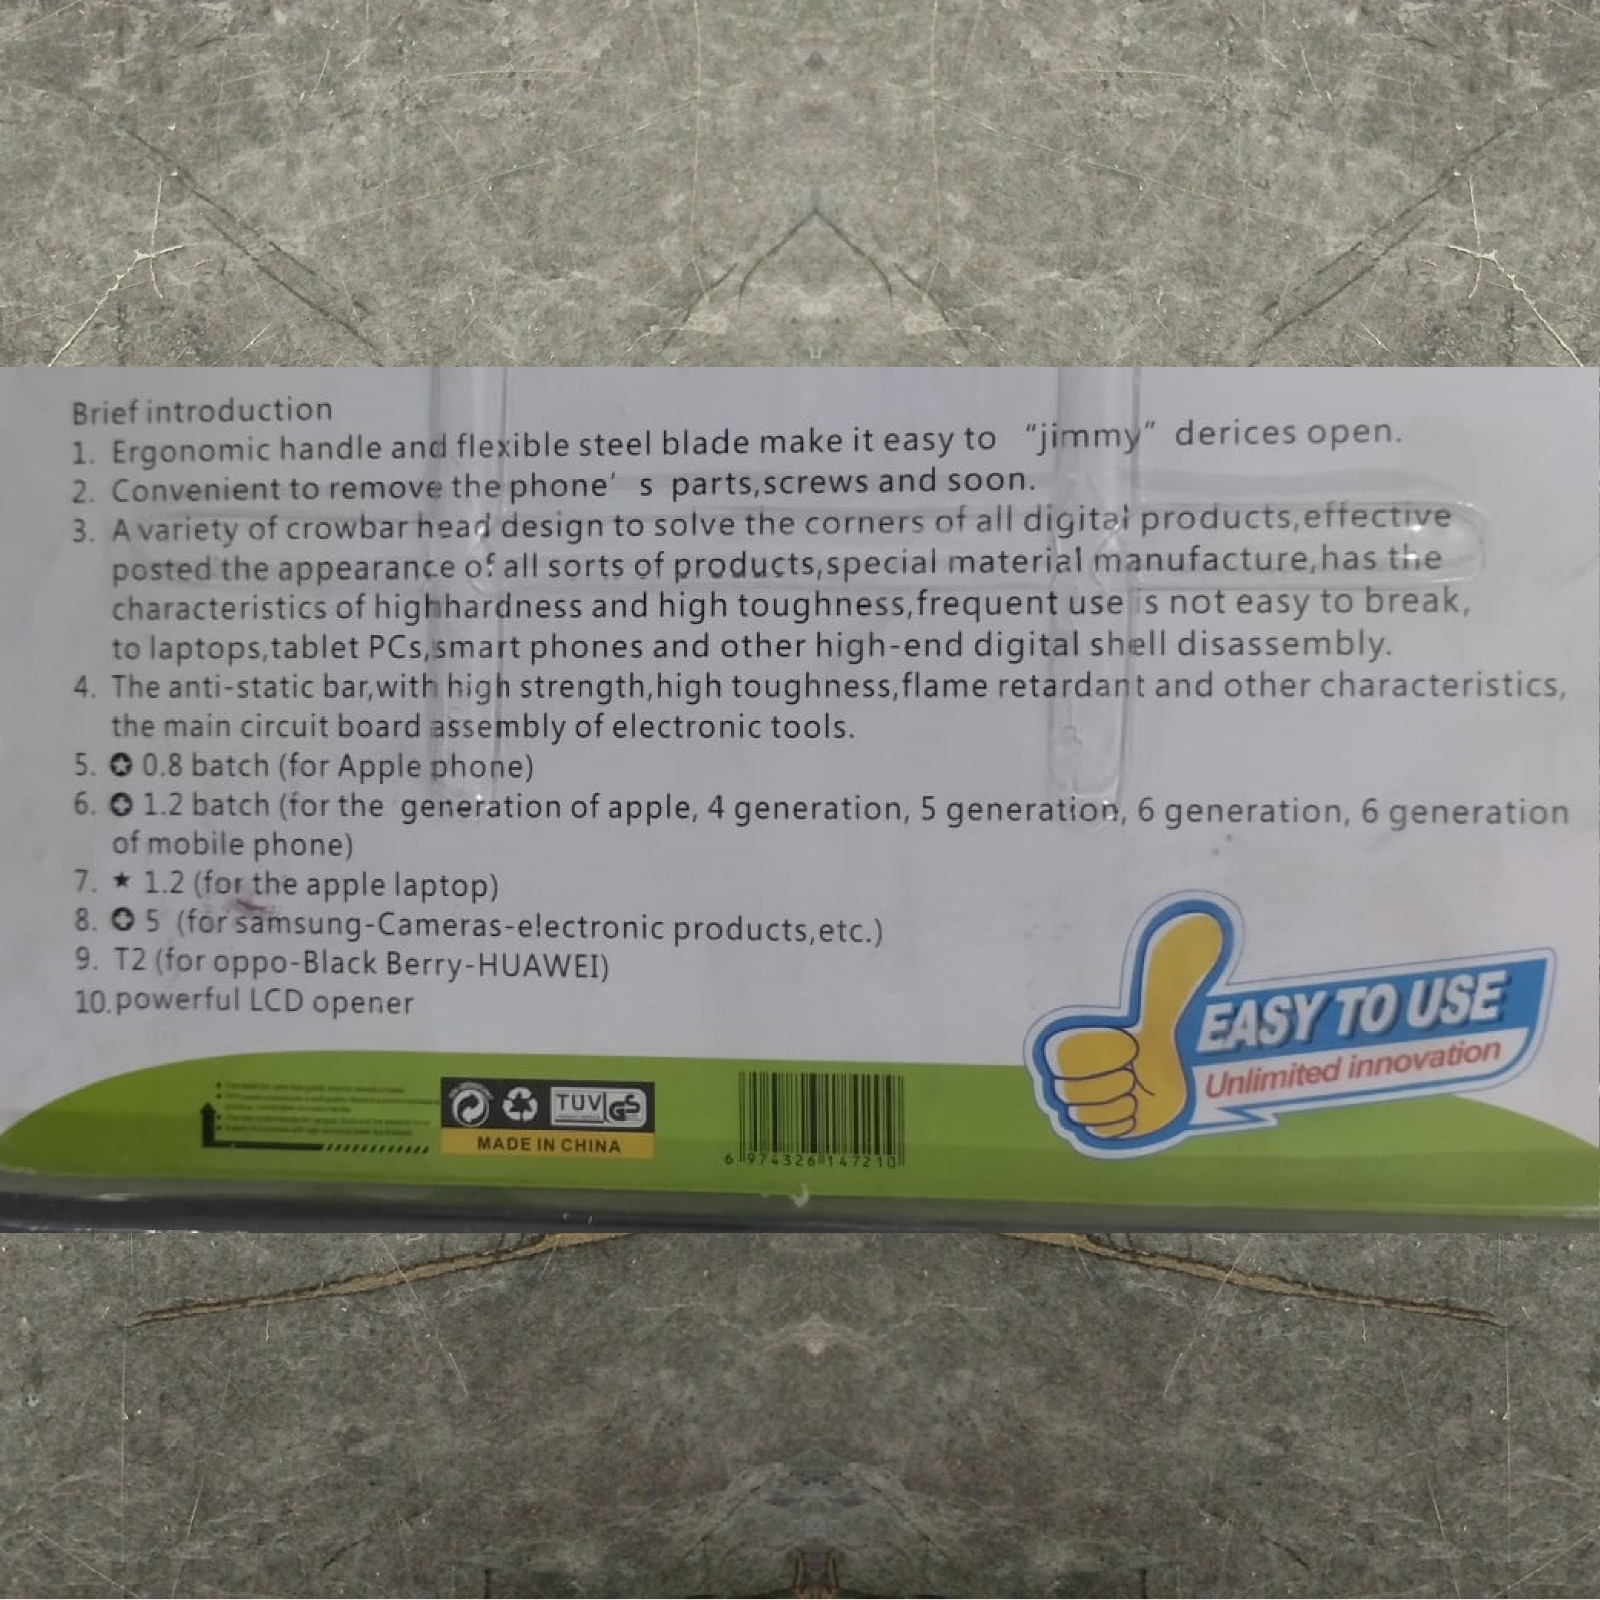 Brief introduction
1. Ergonomic handle and flexible steel blade make it easy to “jimmy” derices open.
2. Convenient to remove the phone’ s parts,screws and soon.
3. A variety of crowbar head design to solve the corners of all digital products,effective
posted the appearance of all sorts of products,special material manufacture,has the
characteristics of highhardness and high toughness,frequent use is not easy to break,
to laptops,tablet PCs,smart phones and other high-end digital shell disassembly.
4. The anti-static bar,with high strength,high toughness,flame retardant and other characteristics,
the main circuit board assembly of electronic tools.
5. ✪ 0.8 batch (for Apple phone)
6. ✪ 1.2 batch (for the generation of apple, 4 generation, 5 generation, 6 generation, 6 generation
of mobile phone)
7. ★ 1.2 (for the apple laptop)
8. ✪ 5 (for samsung-Cameras-electronic products,etc.)
9. T2 (for oppo-Black Berry-HUAWEI)
10.powerful LCD opener
EASY TO USE
Unlimited innovation
TUV GS
MADE IN CHINA
6 974326 147210